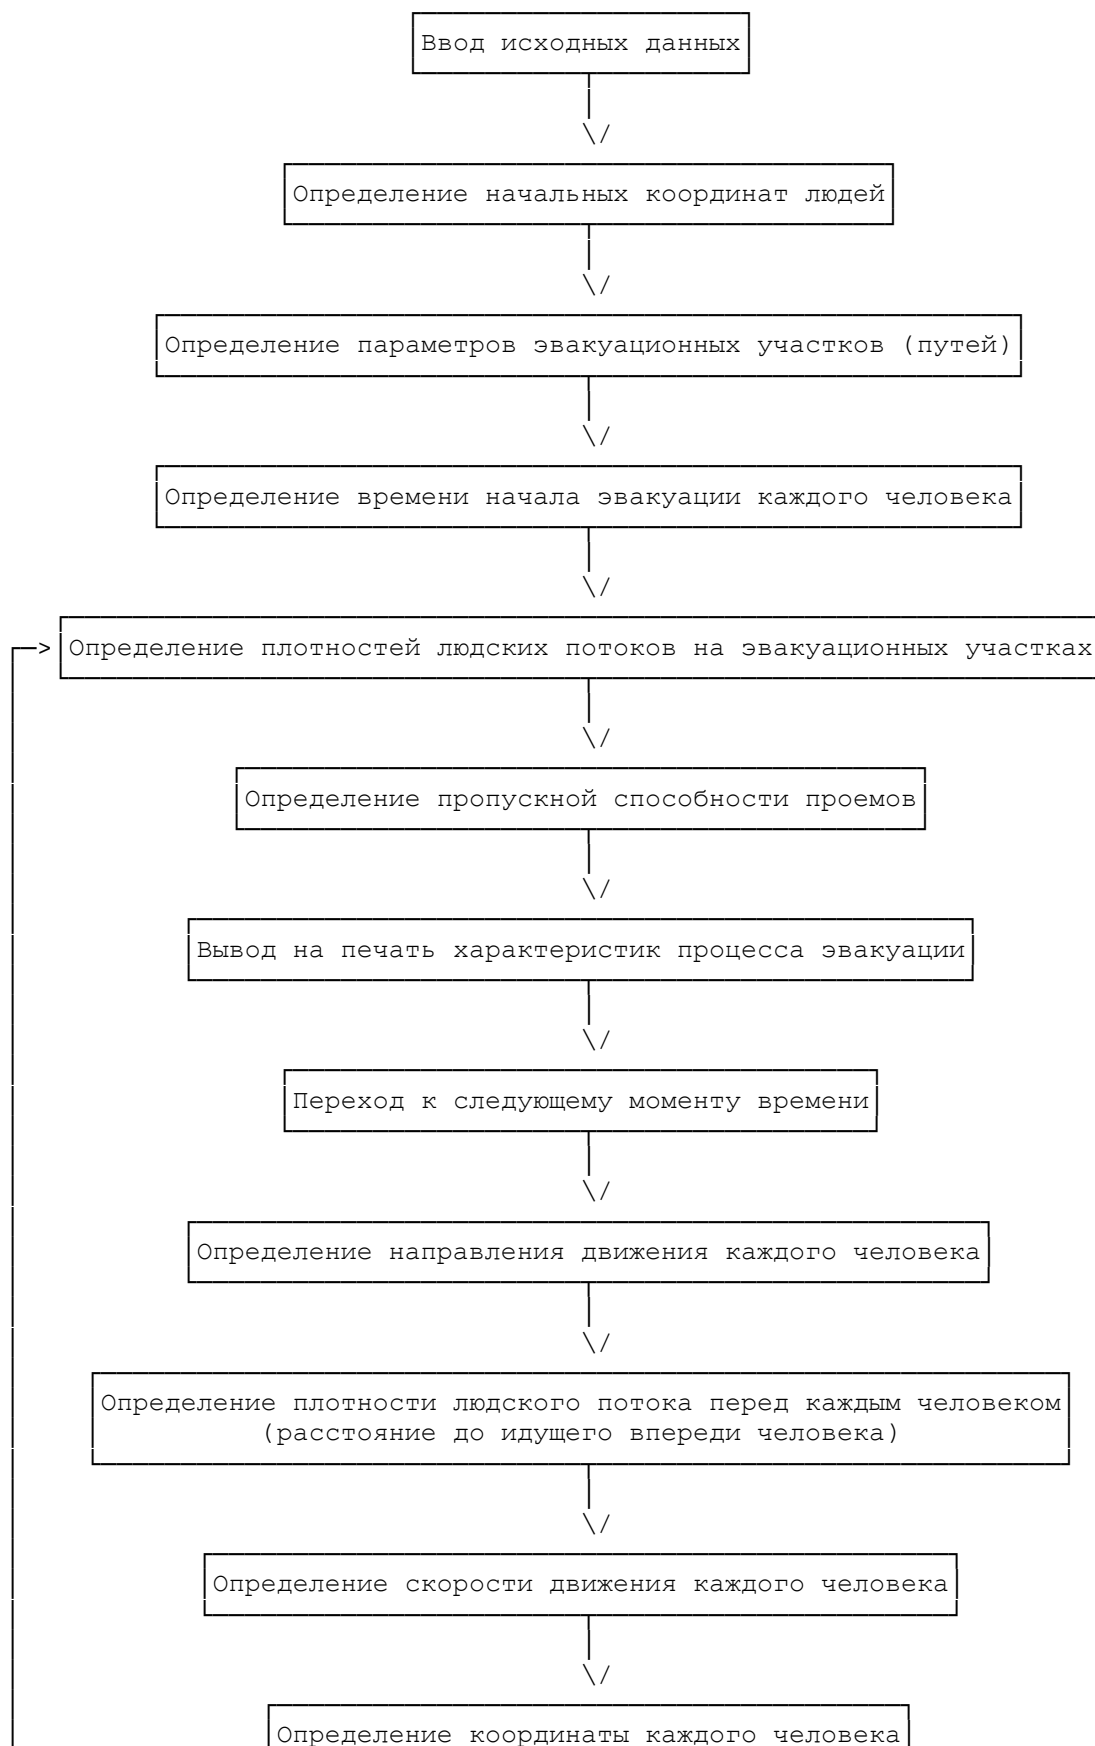 Ввод исходных данных
Определение начальных координат людей
Определение параметров эвакуационных участков (путей)
Определение времени начала эвакуации каждого человека
Определение плотностей людских потоков на эвакуационных участках
Определение пропускной способности проемов
Вывод на печать характеристик процесса эвакуации
Переход к следующему моменту времени
Определение направления движения каждого человека
Определение плотности людского потока перед каждым человеком
(расстояние до идущего впереди человека)
Определение скорости движения каждого человека
Определение координаты каждого человека